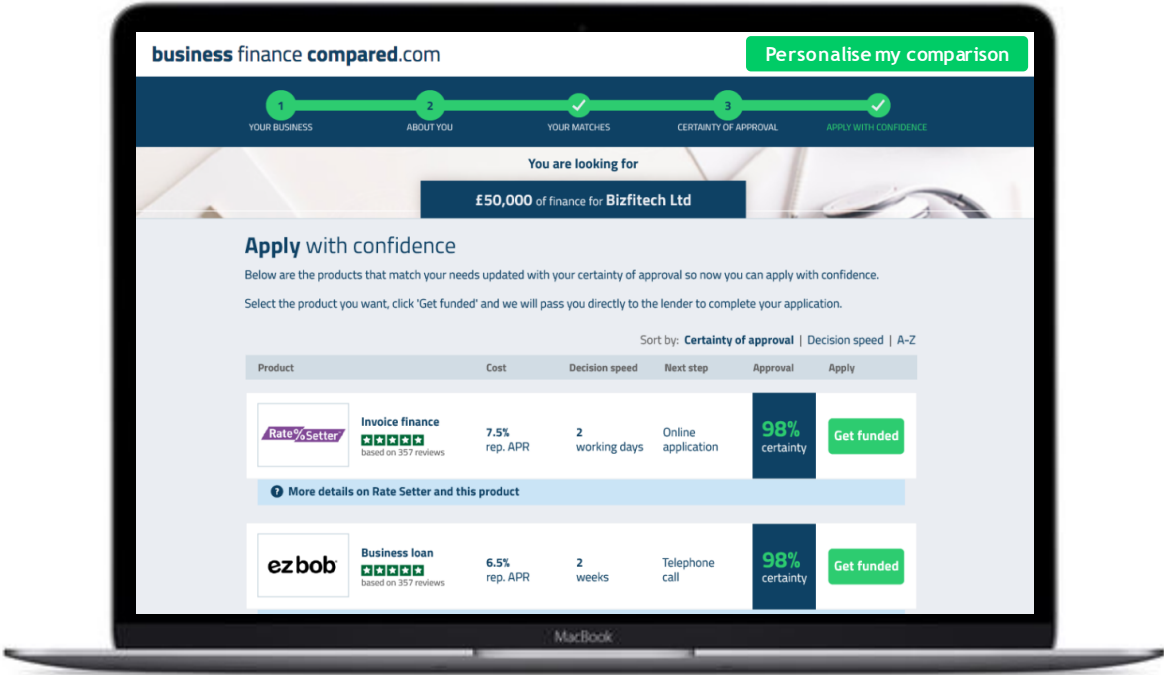 business finance compared.com
Personalise my comparison
1 2 3
YOUR BUSINESS ABOUT YOU YOUR MATCHES CERTAINTY OF APPROVAL APPLY WITH CONFIDENCE
You are looking for
£50,000 of finance for Bizfitech Ltd
Apply with confidence
Below are the products that match your needs updated with your certainty of approval so now you can apply with confidence.
Select the product you want, click 'Get funded' and we will pass you directly to the lender to complete your application.
Sort by: Certainty of approval | Decision speed | A-Z
Product Cost Decision speed Next step Approval Apply
Rate%Setter
Invoice finance
based on 357 reviews
7.5%
rep. APR
2
working days
Online
application
98%
certainty
Get funded
? More details on Rate Setter and this product
ezbob
Business loan
based on 357 reviews
6.5%
rep. APR
2
weeks
Telephone
call
98%
certainty
Get funded
MacBook